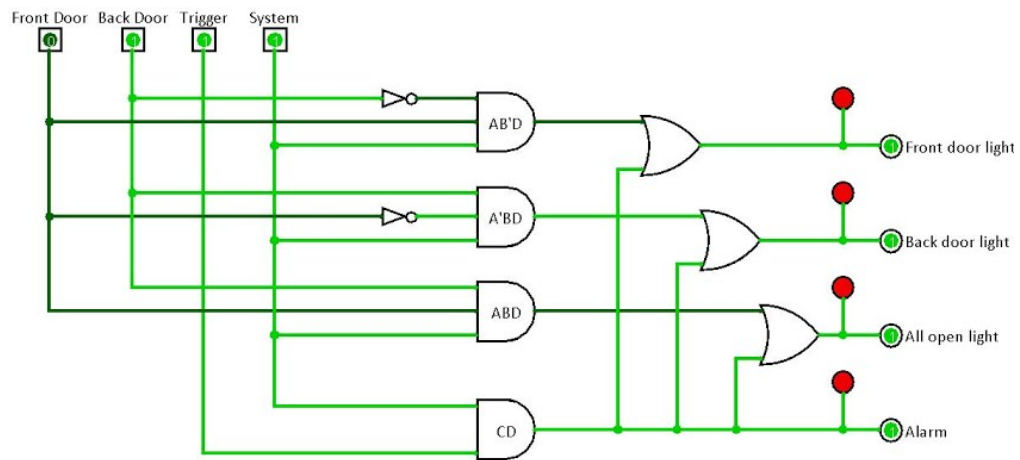 Front Door Back Door Trigger System
0 1 1 1
AB'D
1 Front door light
A'BD
1 Back door light
ABD
1 All open light
CD
1 Alarm